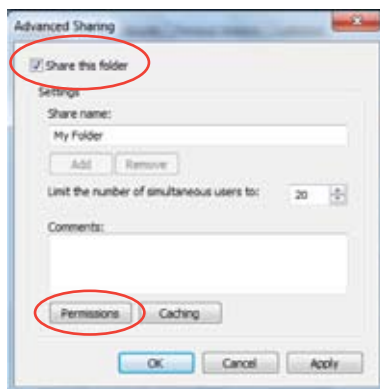 Advanced Sharing
Share this folder
Settings
Share name:
My Folder
Add Remove
Limit the number of simultaneous users to: 20
Comments:
Permissions Caching
OK Cancel Apply